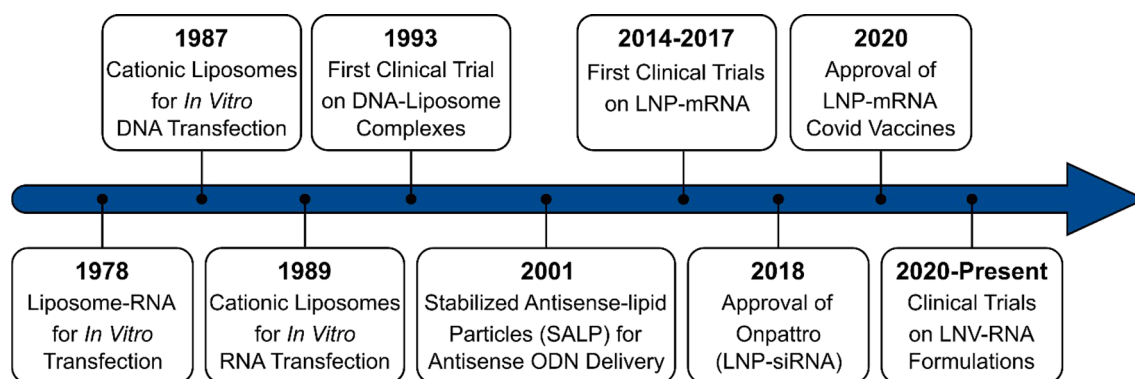 1987
Cationic Liposomes
for In Vitro
DNA Transfection
1993
First Clinical Trial
on DNA-Liposome
Complexes
2014-2017
First Clinical Trials
on LNP-mRNA
2020
Approval of
LNP-mRNA
Covid Vaccines
1978
Liposome-RNA
for In Vitro
Transfection
1989
Cationic Liposomes
for In Vitro
RNA Transfection
2001
Stabilized Antisense-lipid
Particles (SALP) for
Antisense ODN Delivery
2018
Approval of
Onpattro
(LNP-siRNA)
2020-Present
Clinical Trials
on LNV-RNA
Formulations